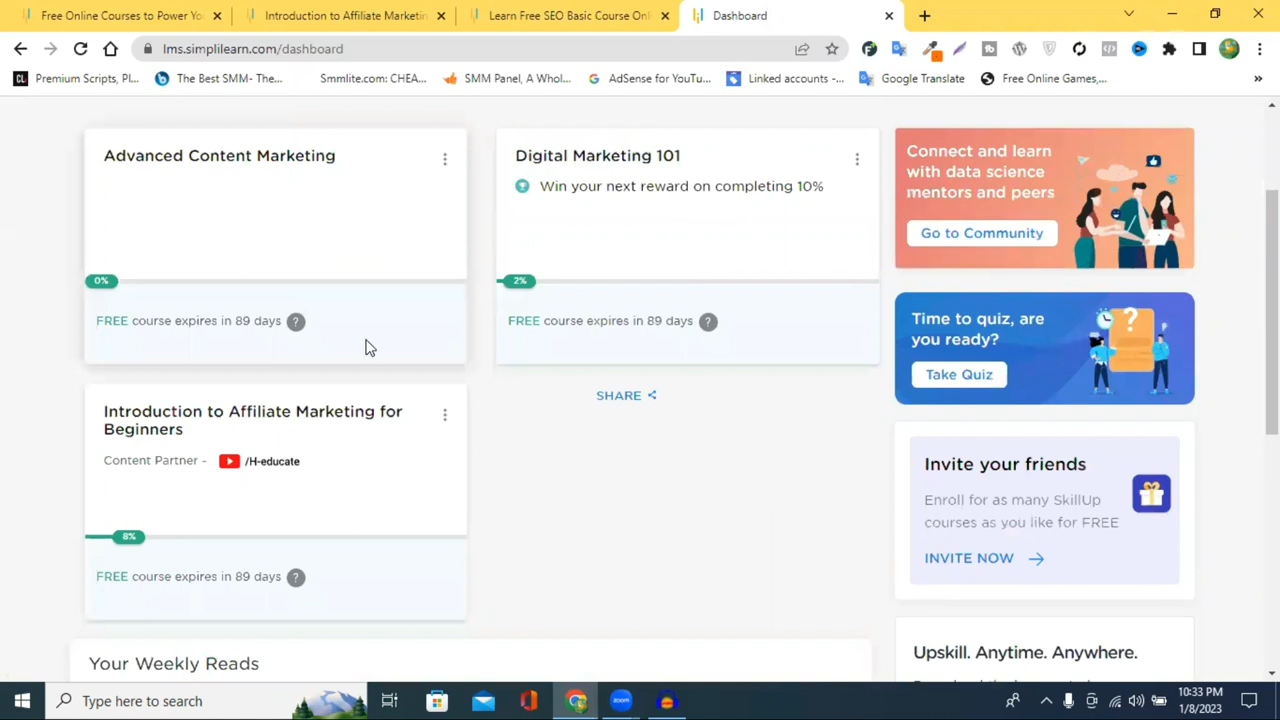 Free Online Courses to Power Yo
Introduction to Affiliate Marketin
Learn Free SEO Basic Course Onl
Dashboard
lms.simplilearn.com/dashboard
CL Premium Scripts, Pl...
The Best SMM- The...
Smmlite.com: CHEA...
SMM Panel, A Whol...
AdSense for YouTu...
Linked accounts -...
Google Translate
Free Online Games,...
Advanced Content Marketing
0%
FREE course expires in 89 days ?
Digital Marketing 101
Win your next reward on completing 10%
2%
FREE course expires in 89 days ?
SHARE
Introduction to Affiliate Marketing for
Beginners
Content Partner - /H-educate
8%
FREE course expires in 89 days ?
Connect and learn
with data science
mentors and peers
Go to Community
Time to quiz, are
you ready?
Take Quiz
Invite your friends
Enroll for as many SkillUp
courses as you like for FREE
INVITE NOW
Upskill. Anytime. Anywhere.
Your Weekly Reads
Type here to search
zoom
10:33 PM
1/8/2023